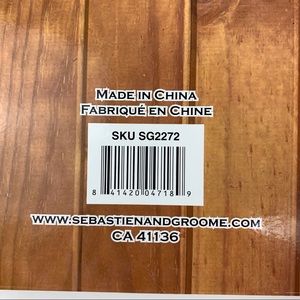 MADE IN CHINA
FABRIQUÉ EN CHINE
SKU SG2272
8 41420 04718 9
WWW.SEBASTIENANDGROOME.COM
CA 41136